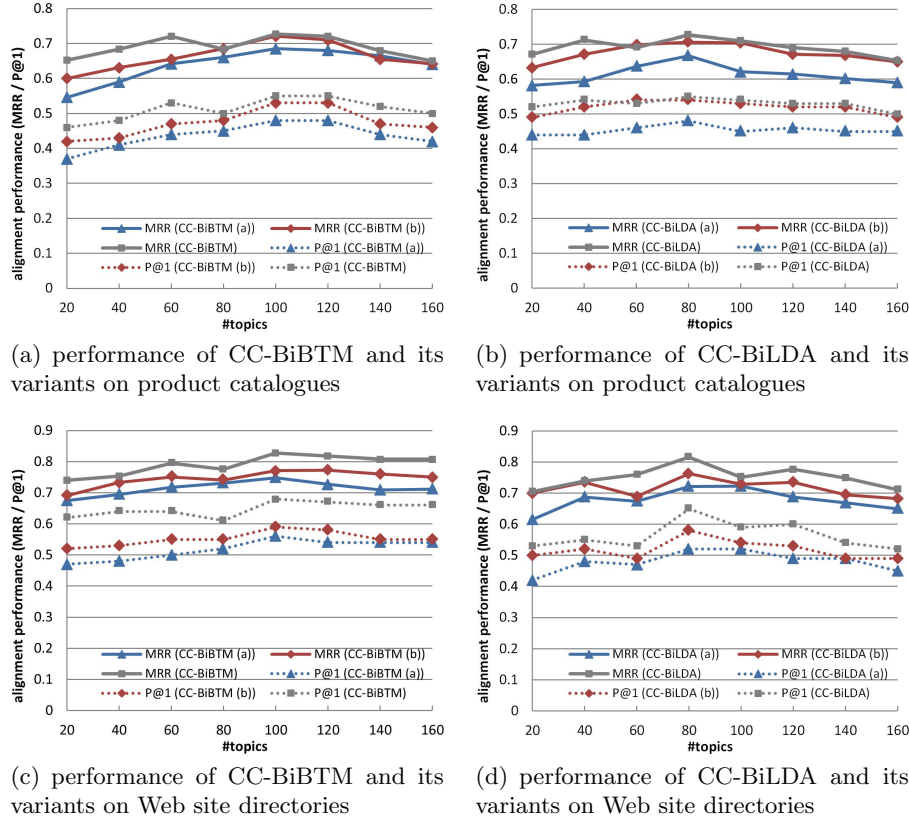 alignment performance (MRR / P@1)
0.8
0.7
0.6
0.5
0.4
0.3
0.2
0.1
0
MRR (CC-BiBTM (a)) MRR (CC-BiBTM (b))
MRR (CC-BiBTM) P@1 (CC-BiBTM (a))
P@1 (CC-BiBTM (b)) P@1 (CC-BiBTM)
20 40 60 80 100 120 140 160
#topics
(a) performance of CC-BiBTM and its
variants on product catalogues
alignment performance (MRR / P@1)
0.8
0.7
0.6
0.5
0.4
0.3
0.2
0.1
0
MRR (CC-BiLDA (a)) MRR (CC-BiLDA (b))
MRR (CC-BiLDA) P@1 (CC-BiLDA (a))
P@1 (CC-BiLDA (b)) P@1 (CC-BiLDA)
20 40 60 80 100 120 140 160
#topics
(b) performance of CC-BiLDA and its
variants on product catalogues
alignment performance (MRR / P@1)
0.9
0.8
0.7
0.6
0.5
0.4
0.3
0.2
0.1
0
MRR (CC-BiBTM (a)) MRR (CC-BiBTM (b))
MRR (CC-BiBTM) P@1 (CC-BiBTM (a))
P@1 (CC-BiBTM (b)) P@1 (CC-BiBTM)
20 40 60 80 100 120 140 160
#topics
(c) performance of CC-BiBTM and its
variants on Web site directories
alignment performance (MRR / P@1)
0.9
0.8
0.7
0.6
0.5
0.4
0.3
0.2
0.1
0
MRR (CC-BiLDA (a)) MRR (CC-BiLDA (b))
MRR (CC-BiLDA) P@1 (CC-BiLDA (a))
P@1 (CC-BiLDA (b)) P@1 (CC-BiLDA)
20 40 60 80 100 120 140 160
#topics
(d) performance of CC-BiLDA and its
variants on Web site directories